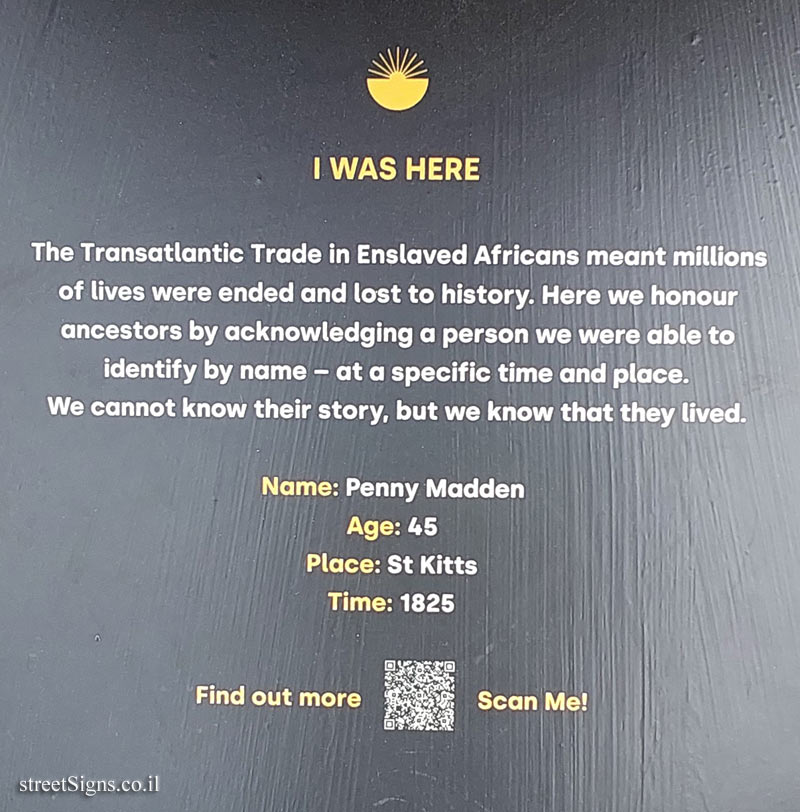 I WAS HERE
The Transatlantic Trade in Enslaved Africans meant millions
of lives were ended and lost to history. Here we honour
ancestors by acknowledging a person we were able to
identify by name – at a specific time and place.
We cannot know their story, but we know that they lived.
Name: Penny Madden
Age: 45
Place: St Kitts
Time: 1825
Find out more Scan Me!
streetSigns.co.il